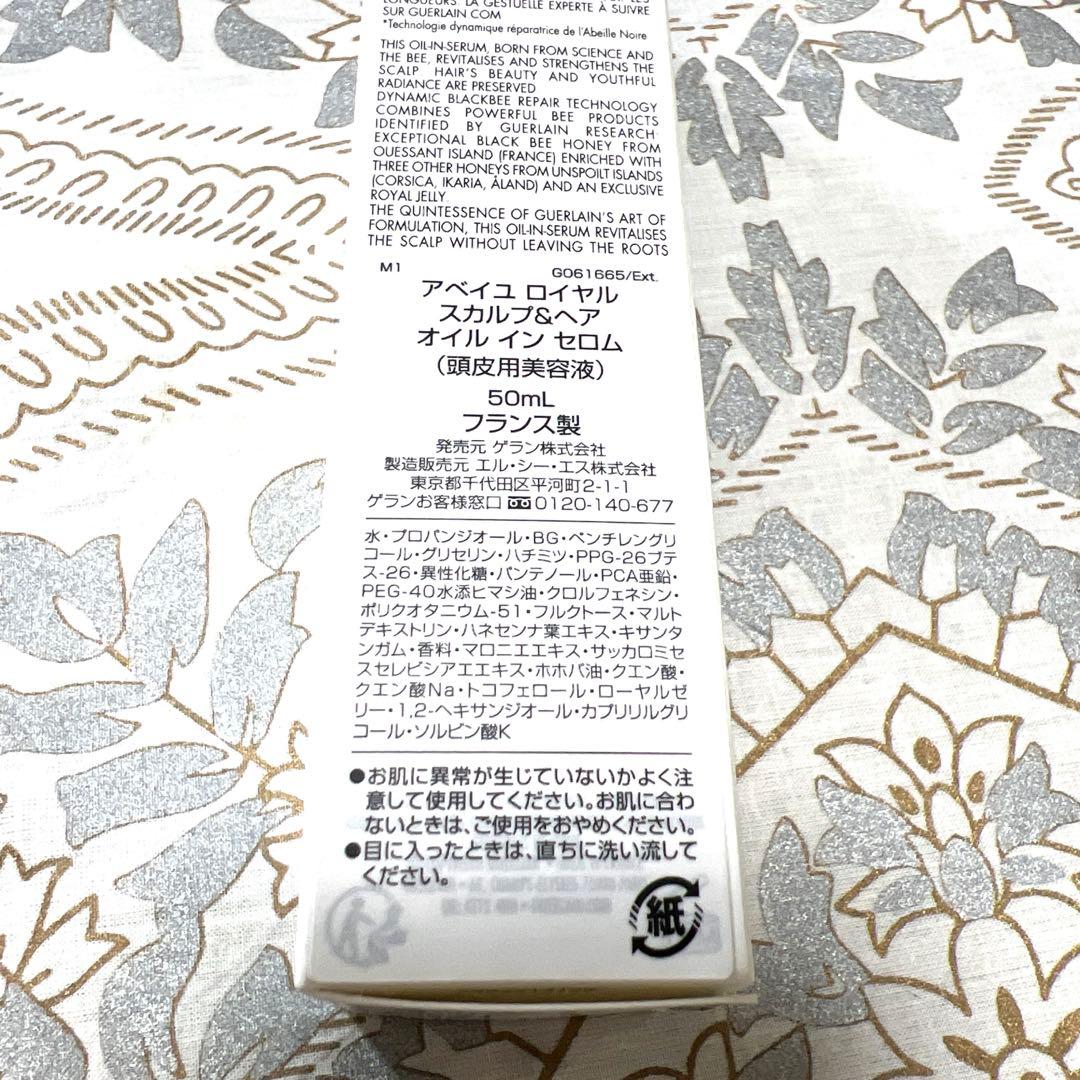 LONGUEURS. LA GESTUELLE EXPERTE À SUIVRE
SUR GUERLAIN COM
*Technologie dynamique réparatrice de l'Abeille Noire
THIS OIL-IN-SERUM, BORN FROM SCIENCE AND
THE BEE, REVITALISES AND STRENGTHENS THE
SCALP HAIR'S BEAUTY AND YOUTHFUL
RADIANCE ARE PRESERVED
DYNAMIC BLACKBEE REPAIR TECHNOLOGY
COMBINES POWERFUL BEE PRODUCTS
IDENTIFIED BY GUERLAIN RESEARCH:
EXCEPTIONAL BLACK BEE HONEY FROM
OUESSANT ISLAND (FRANCE) ENRICHED WITH
THREE OTHER HONEYS FROM UNSPOILT ISLANDS
(CORSICA, IKARIA, ÅLAND) AND AN EXCLUSIVE
ROYAL JELLY
THE QUINTESSENCE OF GUERLAIN'S ART OF
FORMULATION, THIS OIL-IN-SERUM REVITALISES
THE SCALP WITHOUT LEAVING THE ROOTS
M1 G061665/Ext.
アベイユ ロイヤル
スカルプ&ヘア
オイル イン セロム
(頭皮用美容液)
50mL
フランス製
発売元 ゲラン株式会社
製造販売元 エル・シー・エス株式会社
東京都千代田区平河町2-1-1
ゲランお客様窓口 0120-140-677
水・プロパンジオール・BG・ペンチレングリ
コール・グリセリン・ハチミツ・PPG-26ブテ
ス-26・異性化糖・パンテノール・PCA亜鉛・
PEG-40水添ヒマシ油・クロルフェネシン・
ポリクオタニウム-51・フルクトース・マルト
デキストリン・ハネセンナ葉エキス・キサンタ
ンガム・香料・マロニエエキス・サッカロミセ
スセレビシアエエキス・ホホバ油・クエン酸・
クエン酸Na・トコフェロール・ローヤルゼ
リー・1,2-ヘキサンジオール・カプリリルグリ
コール・ソルビン酸K
●お肌に異常が生じていないかよく注
意して使用してください。お肌に合わ
ないときは、ご使用をおやめください。
●目に入ったときは、直ちに洗い流して
ください。
紙